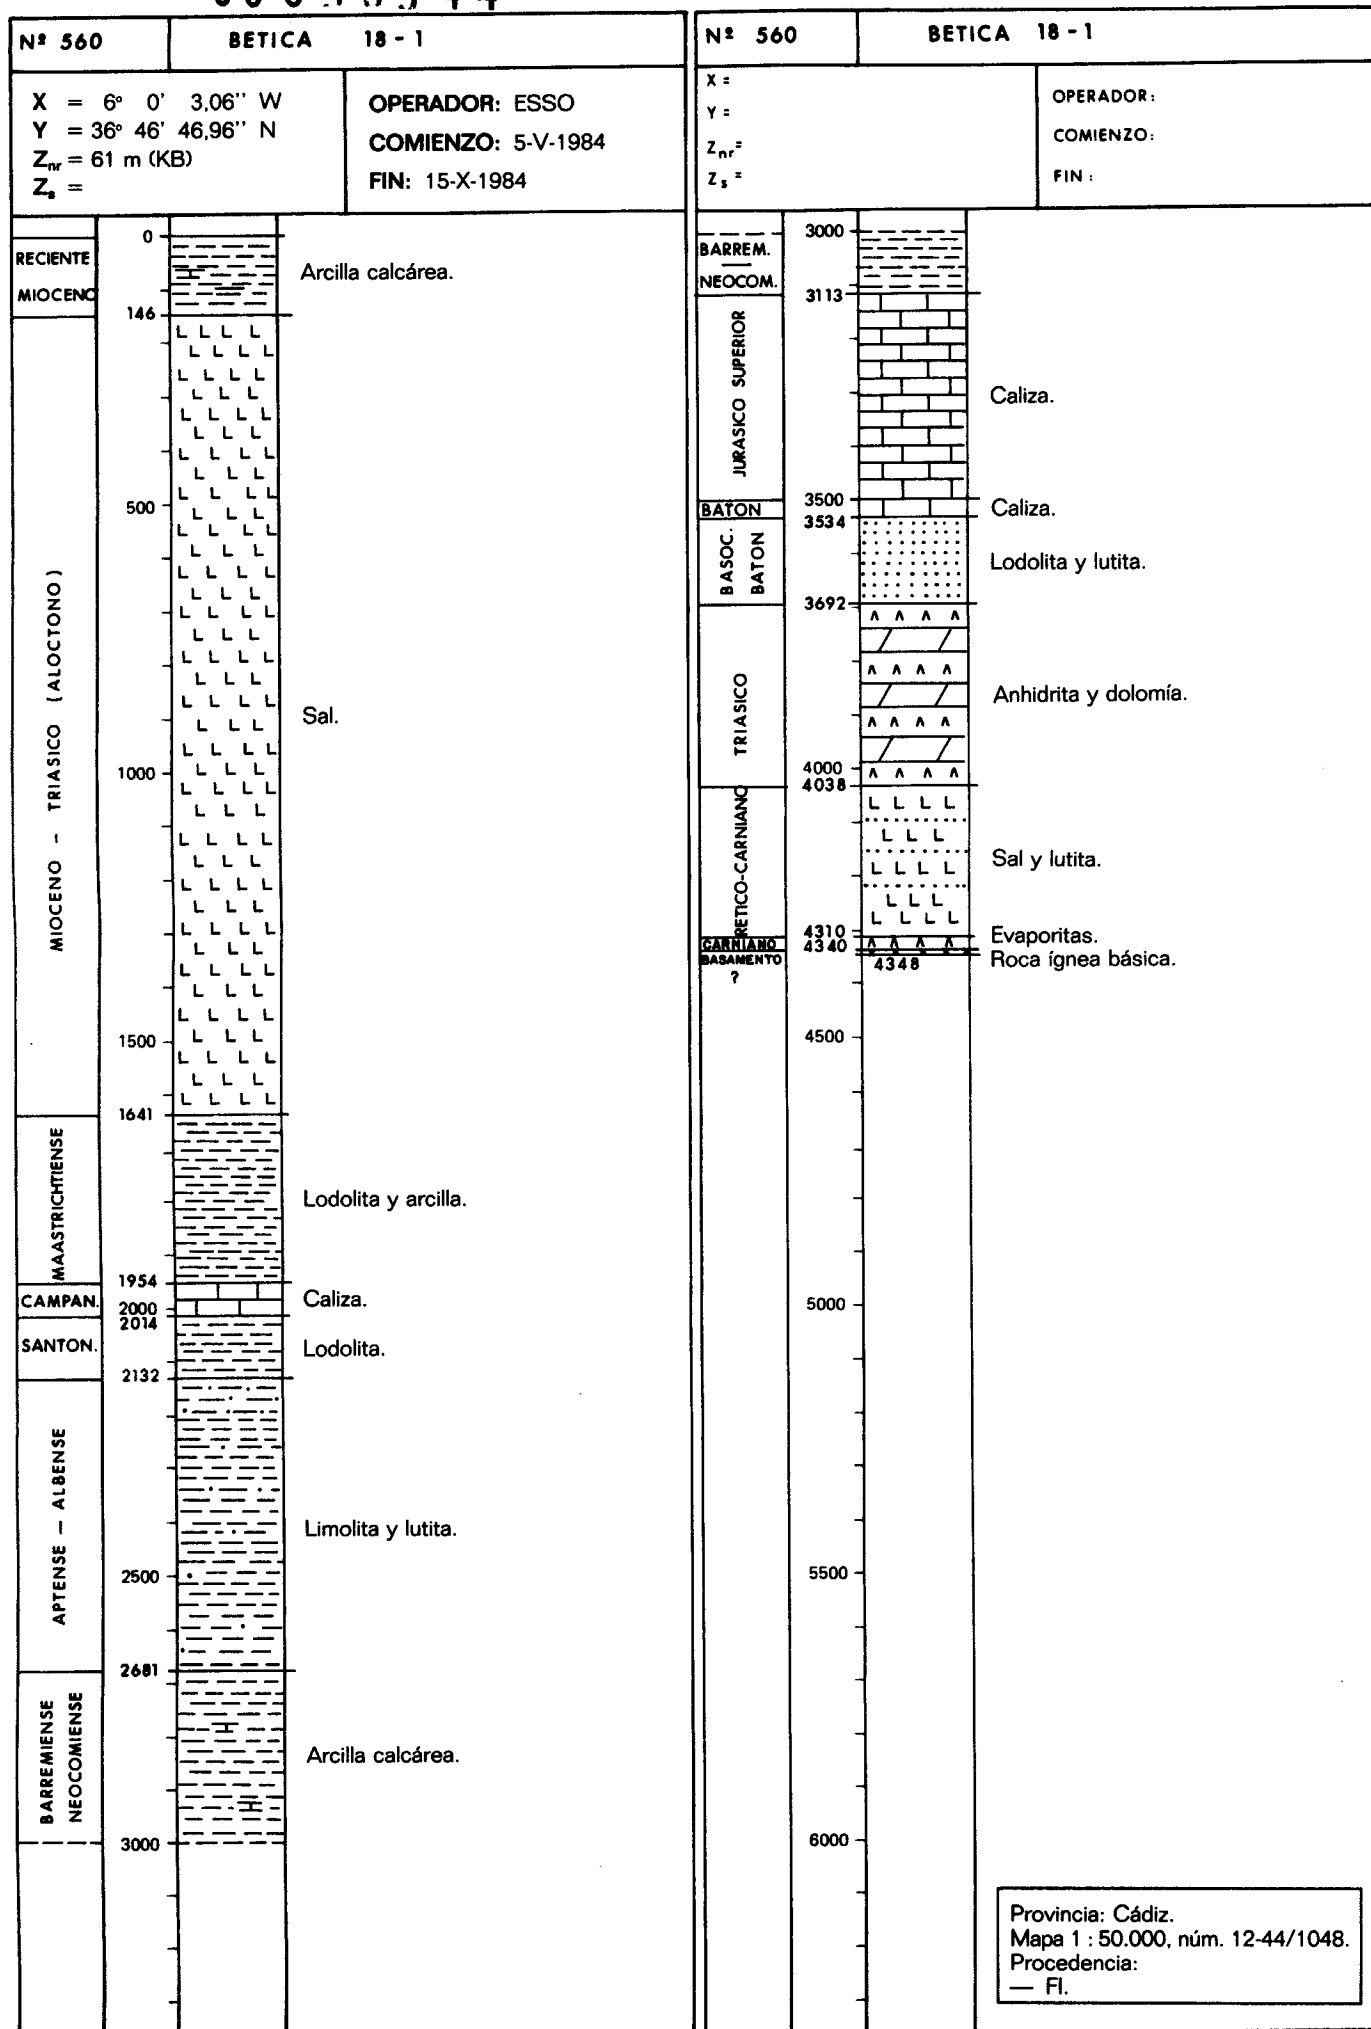 Nº 560 BETICA 18-1
X = 6° 0' 3,06'' W
Y = 36° 46' 46,96'' N
Znr = 61 m (KB)
Zs =
OPERADOR: ESSO
COMIENZO: 5-V-1984
FIN: 15-X-1984
0
RECIENTE
MIOCENO
Arcilla calcárea.
146
500
MIOCENO - TRIASICO (ALOCTONO)
Sal.
1000
1500
1641
MAASTRICHTIENSE
Lodolita y arcilla.
1954
CAMPAN.
Caliza.
2000
2014
SANTON.
Lodolita.
2132
APTENSE — ALBENSE
Limolita y lutita.
2500
2681
BARREMIENSE
NEOCOMIENSE
Arcilla calcárea.
3000
Nº 560 BETICA 18-1
X =
Y =
Znr=
Zs =
OPERADOR:
COMIENZO:
FIN :
3000
BARREM.
—
NEOCOM.
3113
JURASICO SUPERIOR
Caliza.
3500
BATON
Caliza.
3534
BASOC.
BATON
Lodolita y lutita.
3692
TRIASICO
Anhidrita y dolomía.
4000
4038
RETICO-CARNIANO
Sal y lutita.
4310
CARNIANO
Evaporitas.
4340
BASAMENTO
?
Roca ígnea básica.
4348
4500
5000
5500
6000
Provincia: Cádiz.
Mapa 1 : 50.000, núm. 12-44/1048.
Procedencia:
— FI.